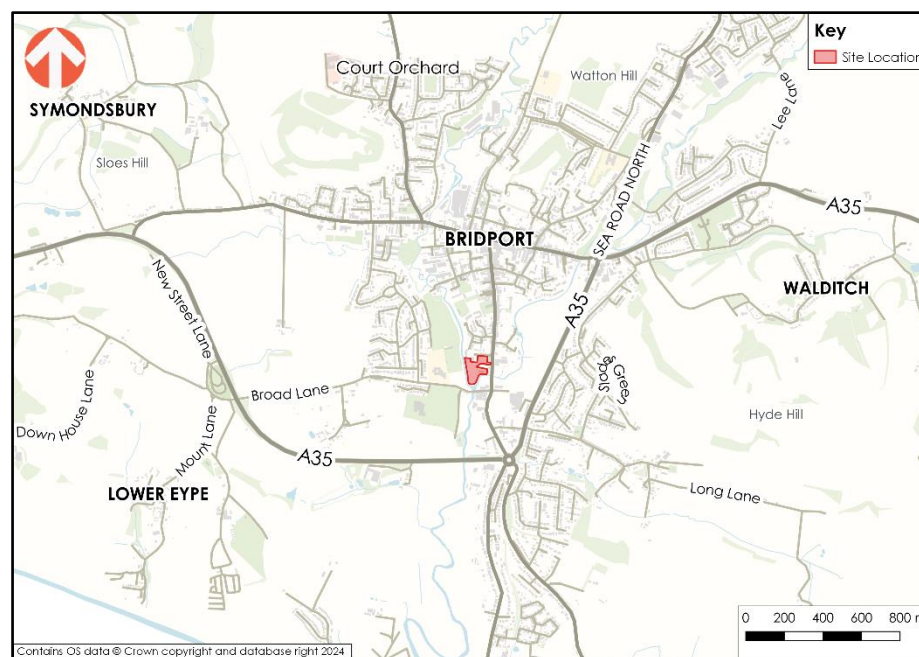 Key
Site Location
Court Orchard
Watton Hill
Lee Lane
SYMONDSBURY
Sloes Hill
SEA ROAD NORTH
A35
BRIDPORT
WALDITCH
New Street Lane
A35
Broad Lane
Down House Lane
Mount Lane
Hyde Hill
A35
LOWER EYPE
Long Lane
0 200 400 600 800 m
Contains OS data © Crown copyright and database right 2024